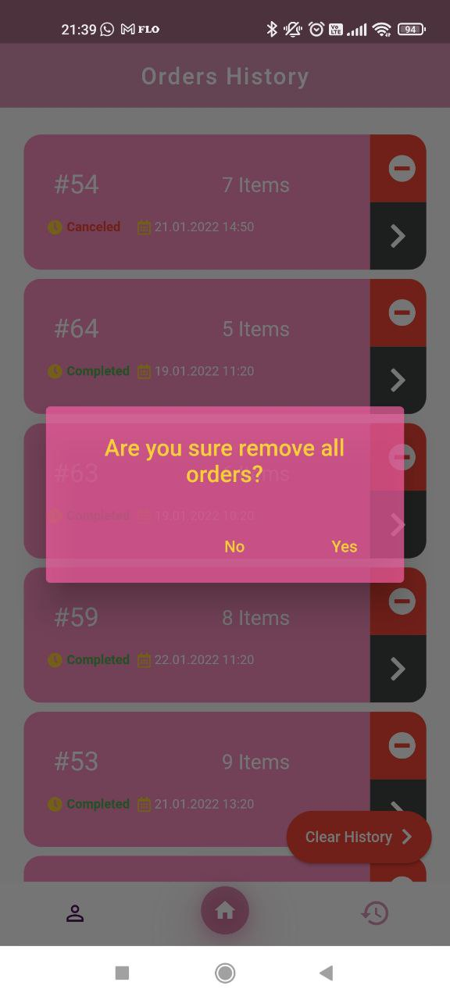 21:39 FLO Vo LTE 94
Orders History
#54 7 Items
Canceled 21.01.2022 14:50
#64 5 Items
Completed 19.01.2022 11:20
Are you sure remove all
orders?
#63 Items
Completed 19.01.2022 10:20
No Yes
#59 8 Items
Completed 22.01.2022 11:20
#53 9 Items
Completed 21.01.2022 13:20
Clear History